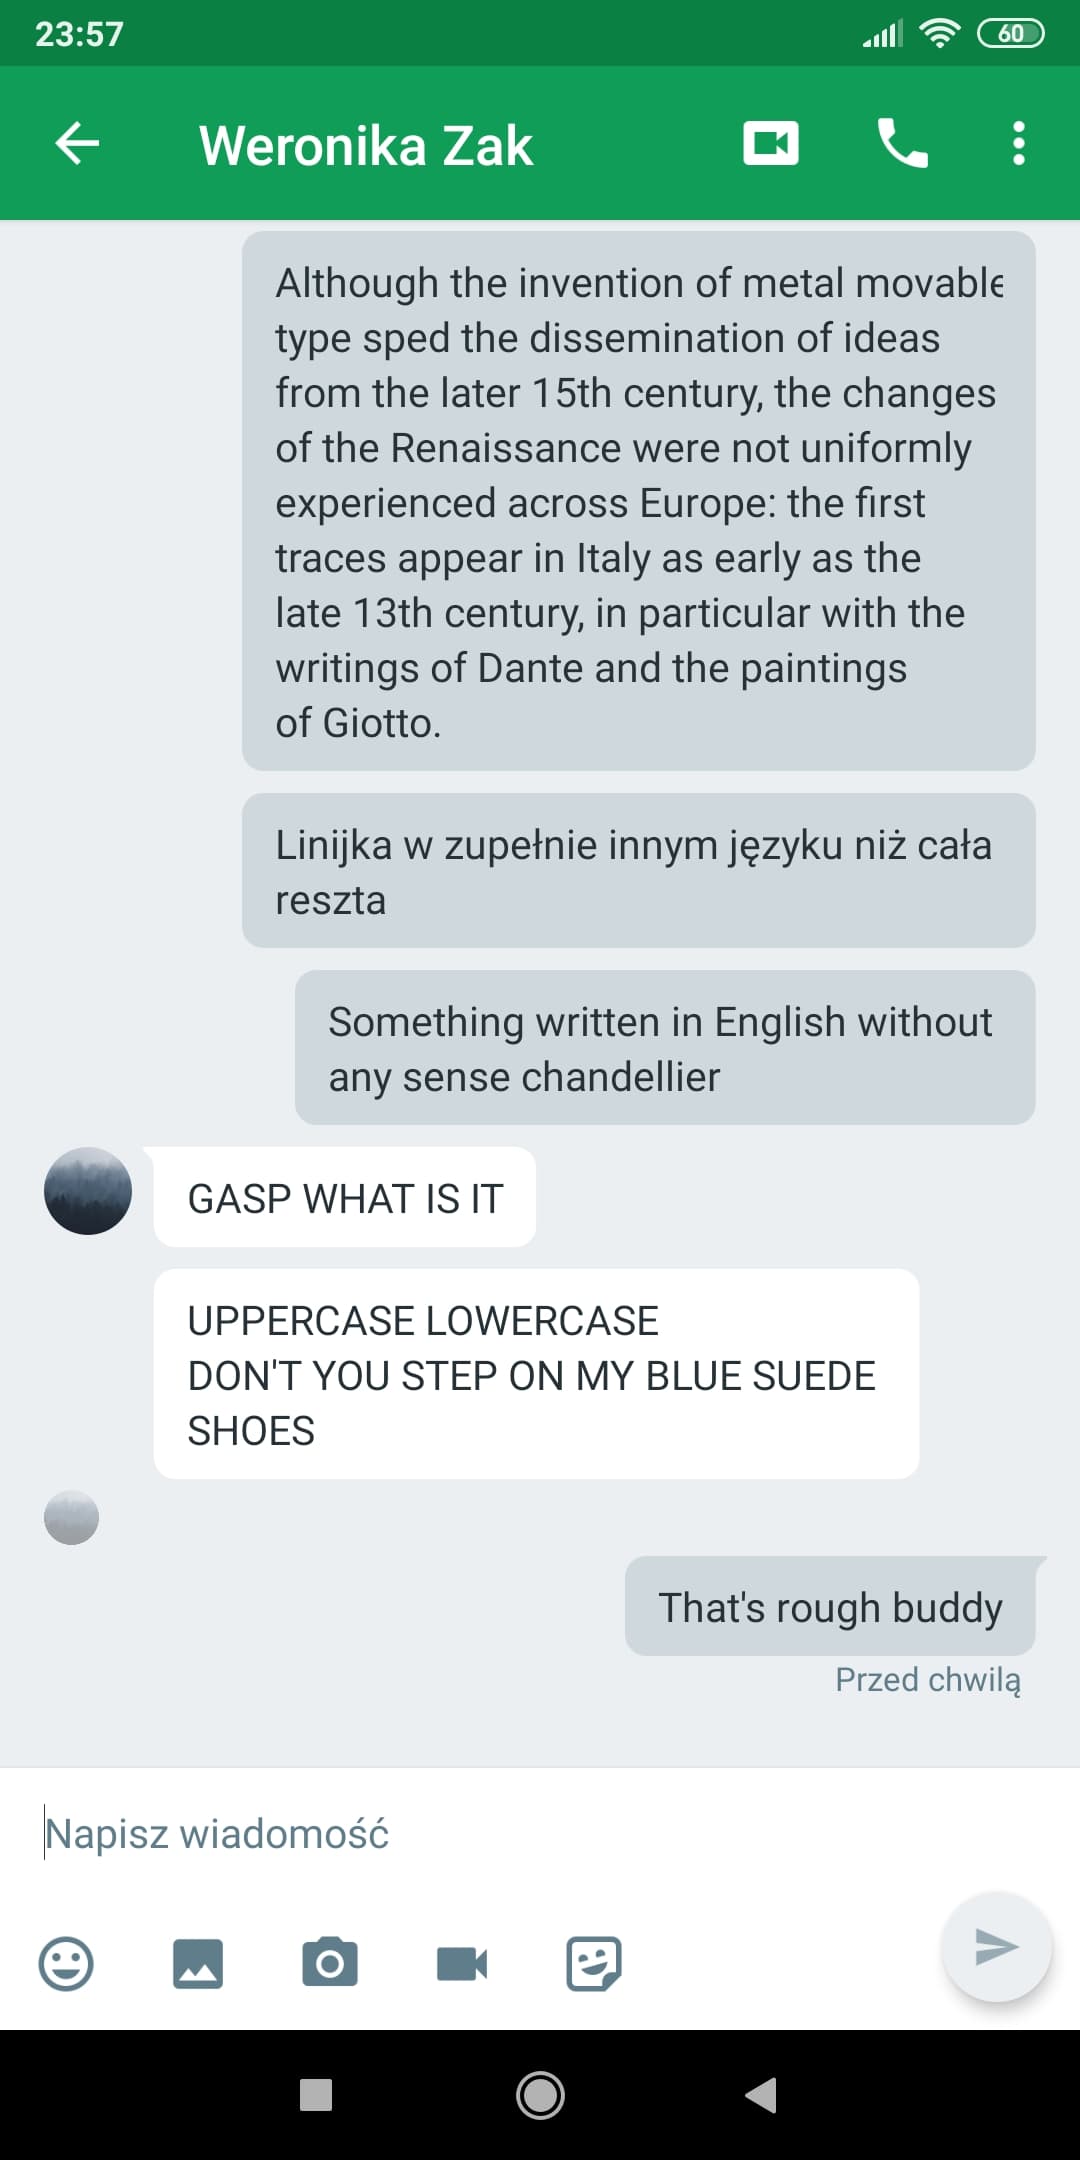 23:57
60
Weronika Zak
Although the invention of metal movable
type sped the dissemination of ideas
from the later 15th century, the changes
of the Renaissance were not uniformly
experienced across Europe: the first
traces appear in Italy as early as the
late 13th century, in particular with the
writings of Dante and the paintings
of Giotto.
Linijka w zupełnie innym języku niż cała
reszta
Something written in English without
any sense chandellier
GASP WHAT IS IT
UPPERCASE LOWERCASE
DON'T YOU STEP ON MY BLUE SUEDE
SHOES
That's rough buddy
Przed chwilą
Napisz wiadomość